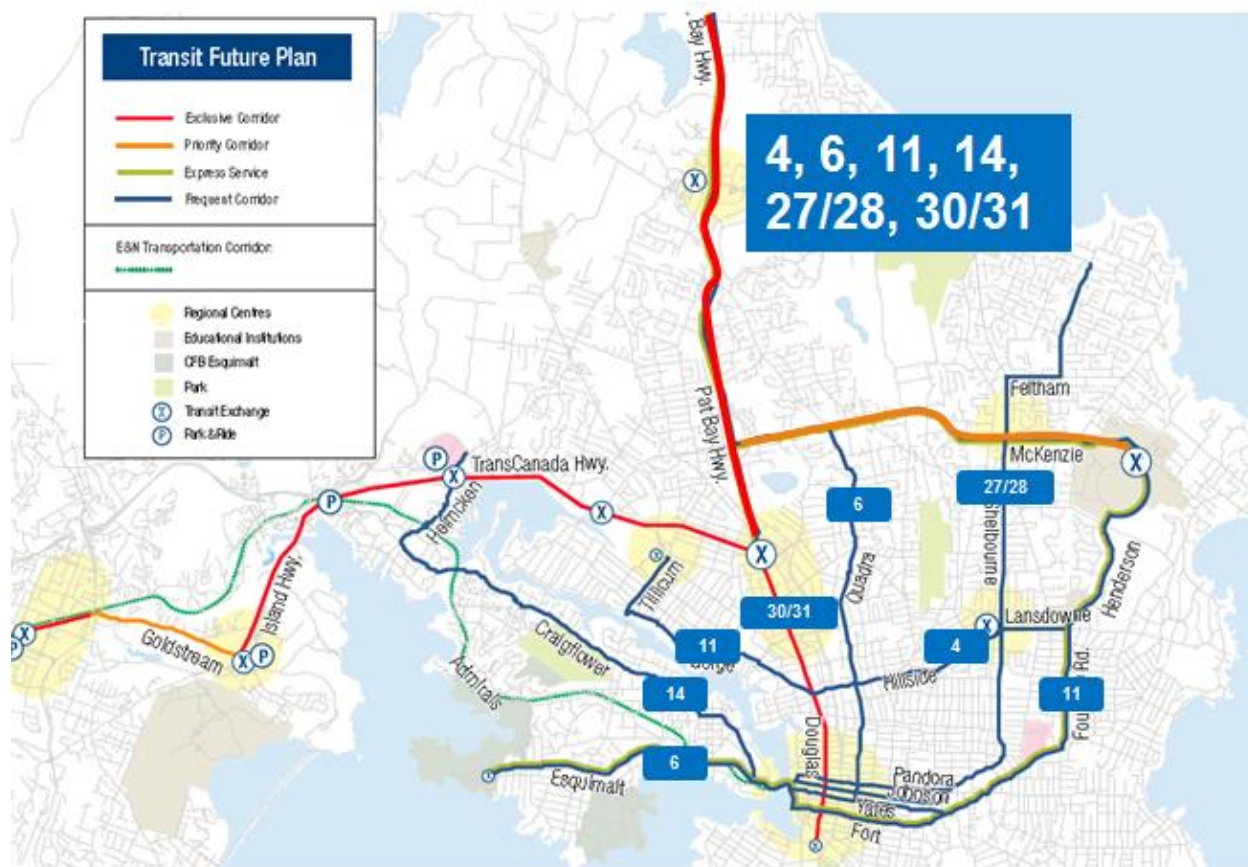 Transit Future Plan
Exclusive Corridor
Priority Corridor
Express Service
Frequent Corridor
E&N Transportation Corridor:
Regional Centres
Educational Institutions
CFB Esquimalt
Park
X Transit Exchange
P Park & Ride
Bay Hwy.
Bay Hwy.
4, 6, 11, 14,
27/28, 30/31
X
Pat Bay Hwy.
Feltham
McKenzie
X
P
X
TransCanada Hwy.
27/28
P
Helmcken
X
6
Shelbourne
X
Tillicum
Quadra
Henderson
Island Hwy.
30/31
X
Lansdowne
X
P
Goldstream
X P
Craigflower
11
Gorge
4
Hillside
Admirals
14
11
Rd.
Douglas
6
Esquimalt
Pandora
Johnson
Yates
Fort